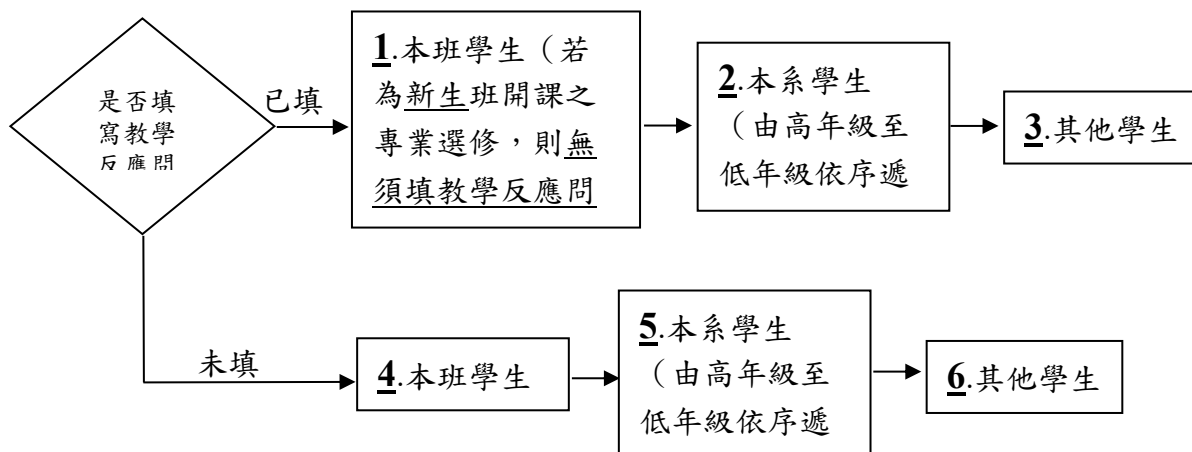 是否填
寫教學
反應問
已填
1.本班學生（若
為新生班開課之
專業選修，則無
須填教學反應問
2.本系學生
（由高年級至
低年級依序遞
3.其他學生
未填
4.本班學生
5.本系學生
（由高年級至
低年級依序遞
6.其他學生